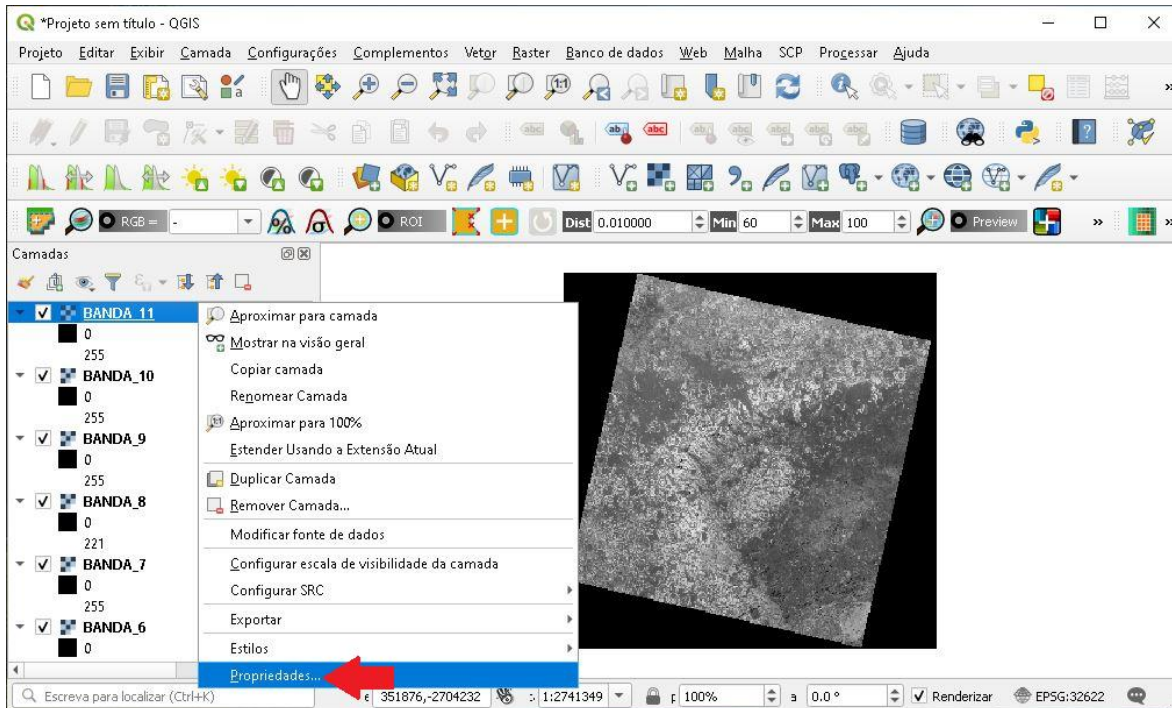 *Projeto sem título - QGIS
Projeto Editar Exibir Camada Configurações Complementos Vetor Raster Banco de dados Web Malha SCP Processar Ajuda
RGB = - ROI Dist 0.010000 Min 60 Max 100 Preview
Camadas
BANDA_11
0
255
BANDA_10
0
255
BANDA_9
0
255
BANDA_8
0
221
BANDA_7
0
255
BANDA_6
0
Aproximar para camada
Mostrar na visão geral
Copiar camada
Renomear Camada
Aproximar para 100%
Estender Usando a Extensão Atual
Duplicar Camada
Remover Camada...
Modificar fonte de dados
Configurar escala de visibilidade da camada
Configurar SRC
Exportar
Estilos
Propriedades...
Escreva para localizar (Ctrl+K) 351876,-2704232 1:2741349 100% 0.0 ° Renderizar EPSG:32622